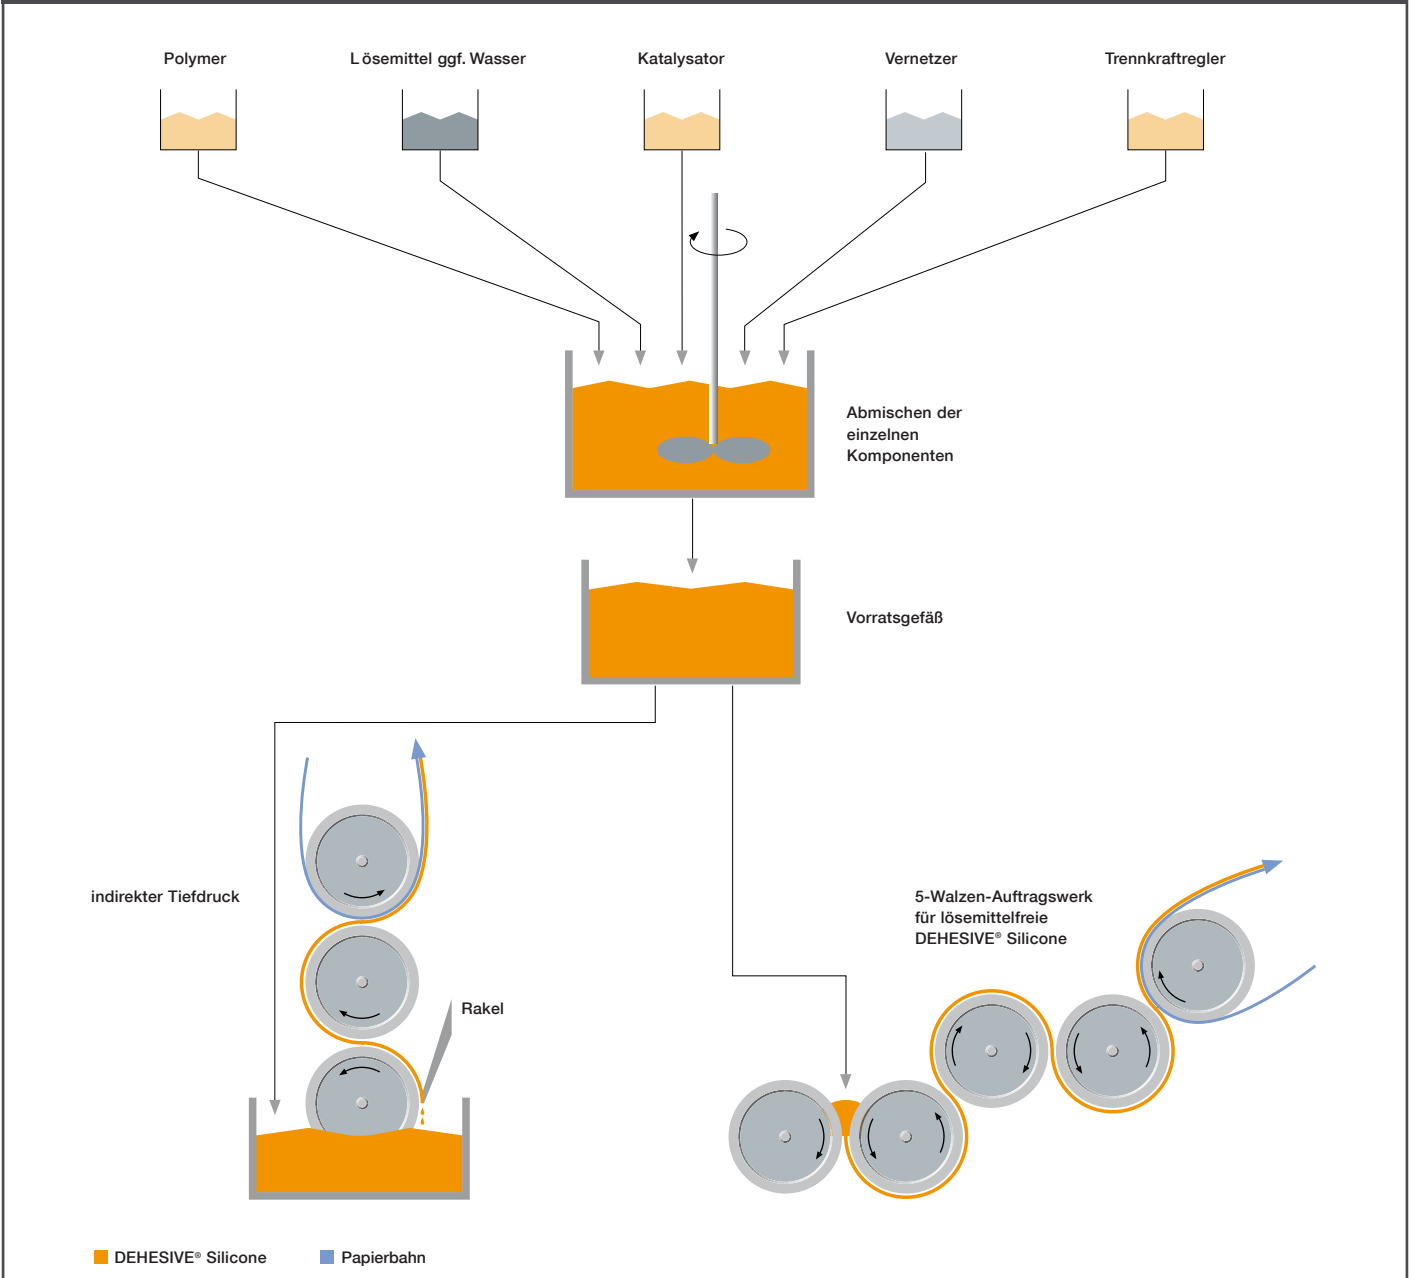 Polymer
Lösemittel ggf. Wasser
Katalysator
Vernetzer
Trennkraftregler
Abmischen der
einzelnen
Komponenten
Vorratsgefäß
indirekter Tiefdruck
5-Walzen-Auftragswerk
für lösemittelfreie
DEHESIVE® Silicone
Rakel
DEHESIVE® Silicone
Papierbahn